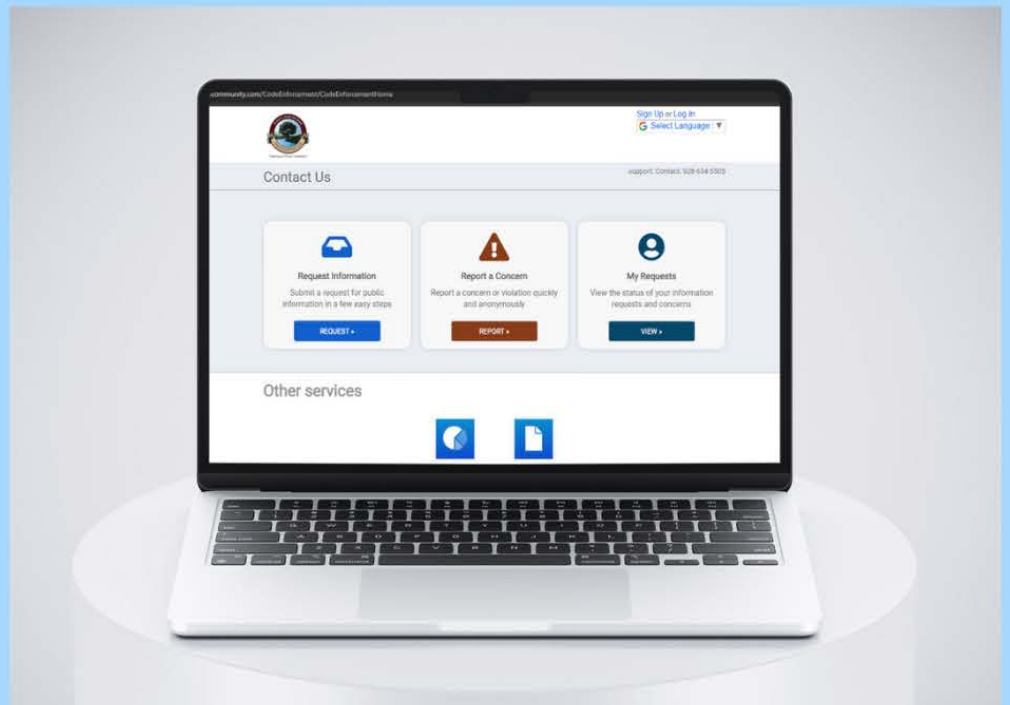 community.com/CodeEnforcement/CodeEnforcementHome
Sign Up or Log In
G Select Language ▼
Contact Us
support: Contact: 928-634-5505
Request Information
Submit a request for public
information in a few easy steps
REQUEST ▸
Report a Concern
Report a concern or violation quickly
and anonymously
REPORT ▸
My Requests
View the status of your information
requests and concerns
VIEW ▸
Other services